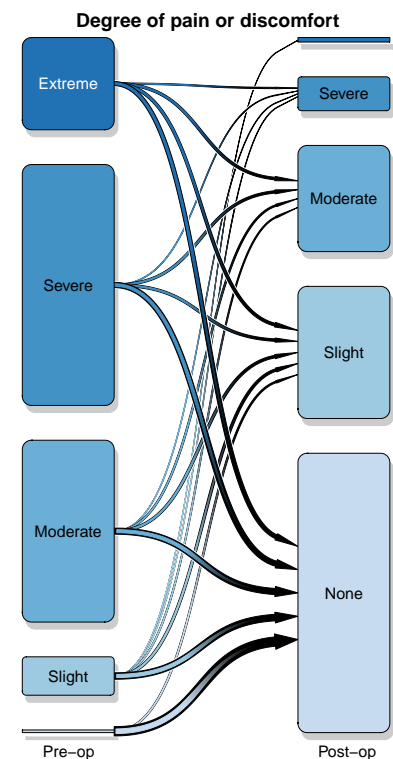 Degree of pain or discomfort
Extreme
Severe
Moderate
Slight
Pre−op
Severe
Moderate
Slight
None
Post−op